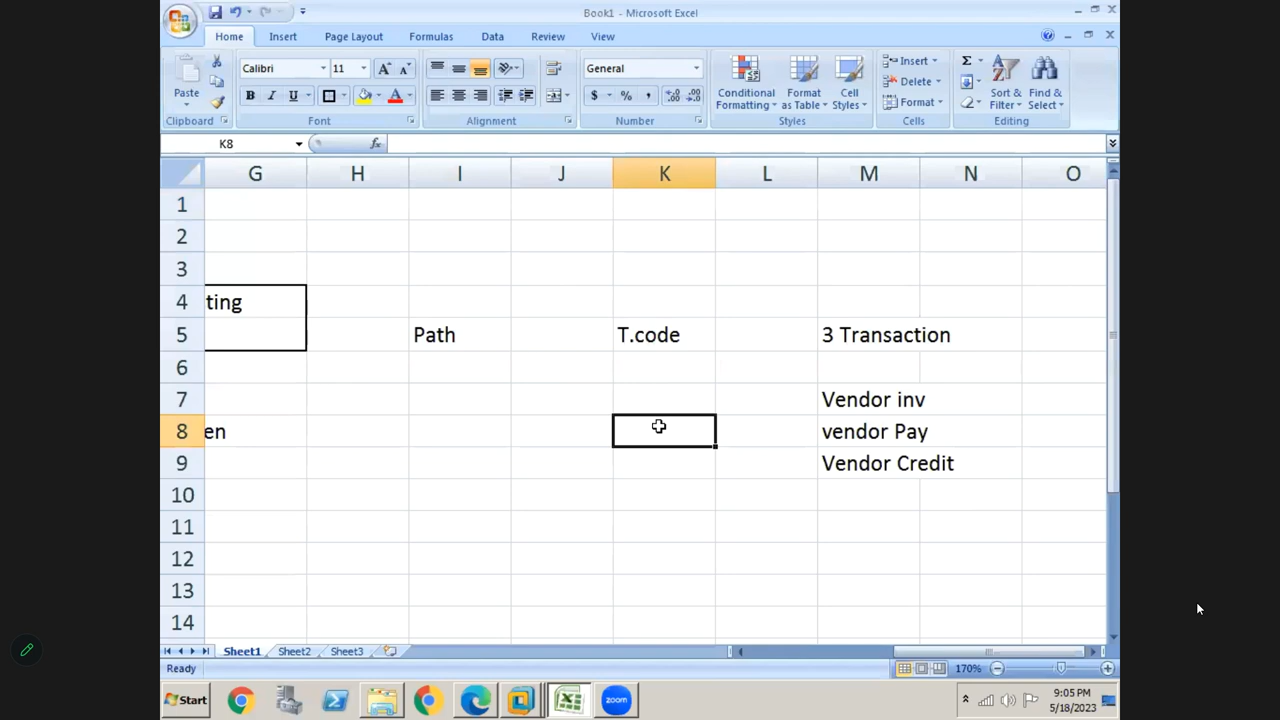 Book1 - Microsoft Excel
Home Insert Page Layout Formulas Data Review View
Paste Calibri 11 General Conditional Formatting Format as Table Cell Styles Insert Delete Format Sort & Filter Find & Select
B I U $ % ,
Clipboard Font Alignment Number Styles Cells Editing
K8 fx
G H I J K L M N O
1
2
3
4 ting
5 Path T.code 3 Transaction
6
7 Vendor inv
8 en vendor Pay
9 Vendor Credit
10
11
12
13
14
Sheet1 Sheet2 Sheet3
Ready 170%
Start zoom 9:05 PM
5/18/2023